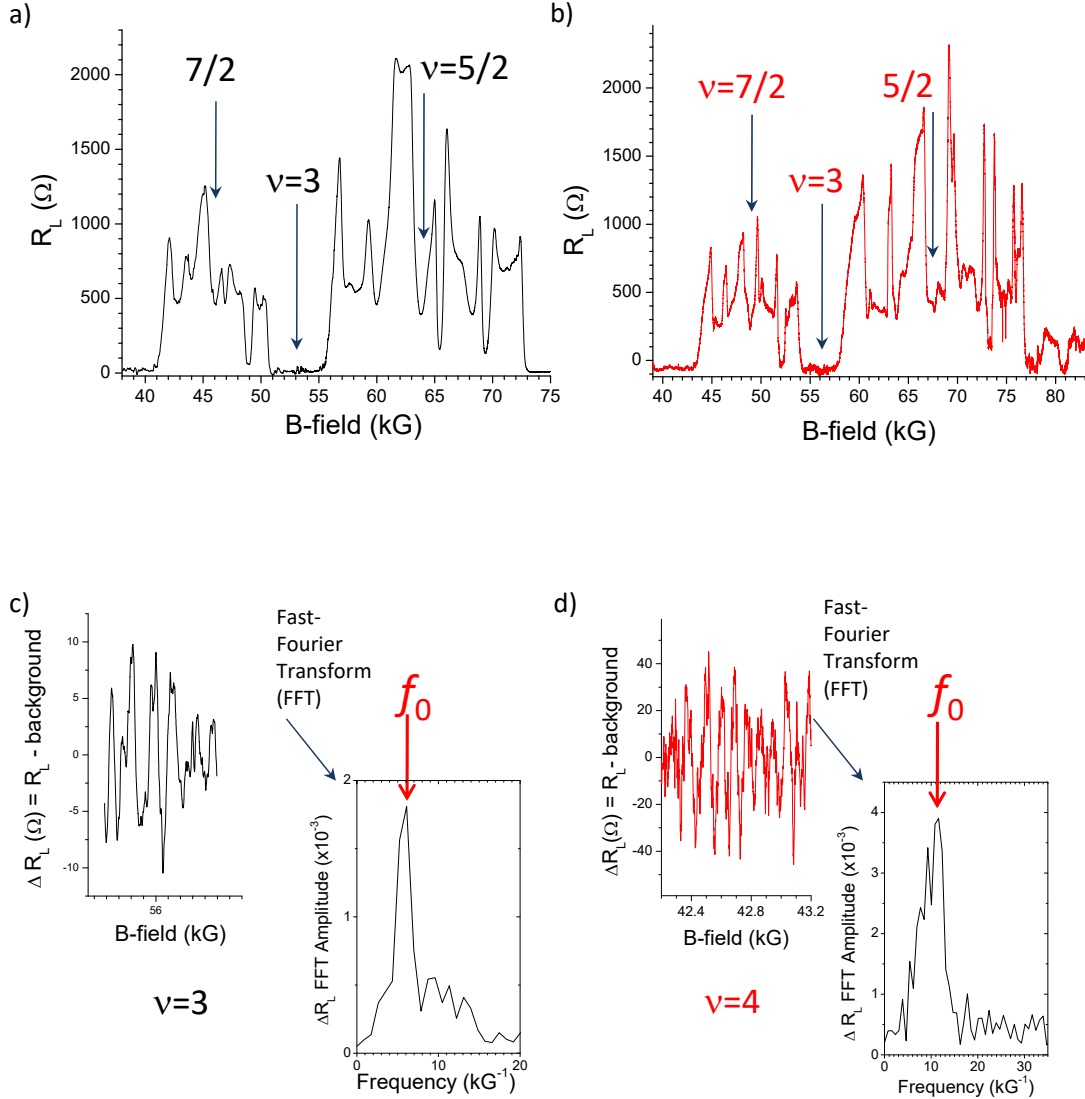 a)
R_L (Ω)
2000
1500
1000
500
0
7/2
ν=3
ν=5/2
40 45 50 55 60 65 70 75
B-field (kG)
b)
R_L (Ω)
2000
1500
1000
500
0
ν=7/2
5/2
ν=3
40 45 50 55 60 65 70 75 80
B-field (kG)
c)
Δ R_L (Ω) = R_L - background
10
5
0
-5
-10
56
B-field (kG)
ν=3
Fast-
Fourier
Transform
(FFT)
f_0
ΔR_L FFT Amplitude (x10^-3)
2
1
0
0 10 20
Frequency (kG^-1)
d)
ΔR_L(Ω) = R_L- background
60
40
20
0
-20
-40
42.4 42.8 43.2
B-field (kG)
ν=4
Fast-
Fourier
Transform
(FFT)
f_0
Δ R_L FFT Amplitude (x10^-3)
4
3
2
1
0
0 10 20 30
Frequency (kG^-1)